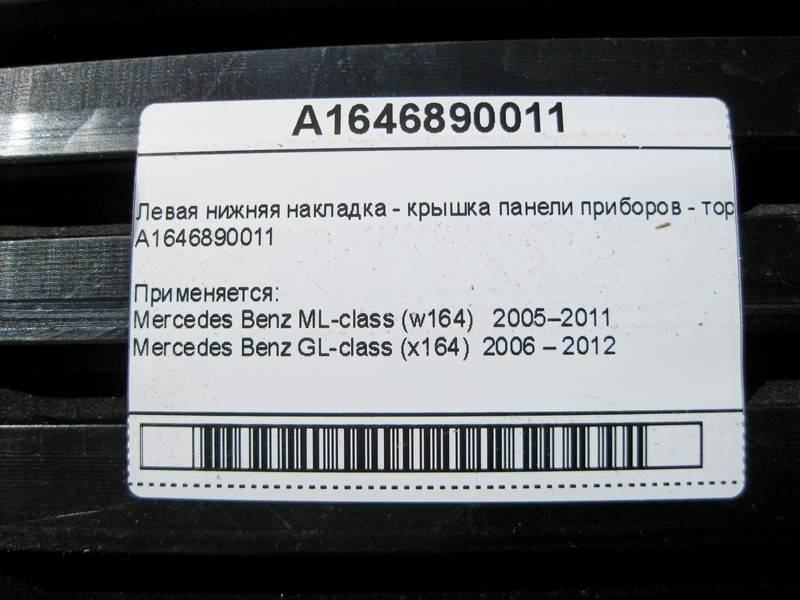 A1646890011
Левая нижняя накладка - крышка панели приборов - тор
A1646890011
Применяется:
Mercedes Benz ML-class (w164) 2005–2011
Mercedes Benz GL-class (x164) 2006 – 2012